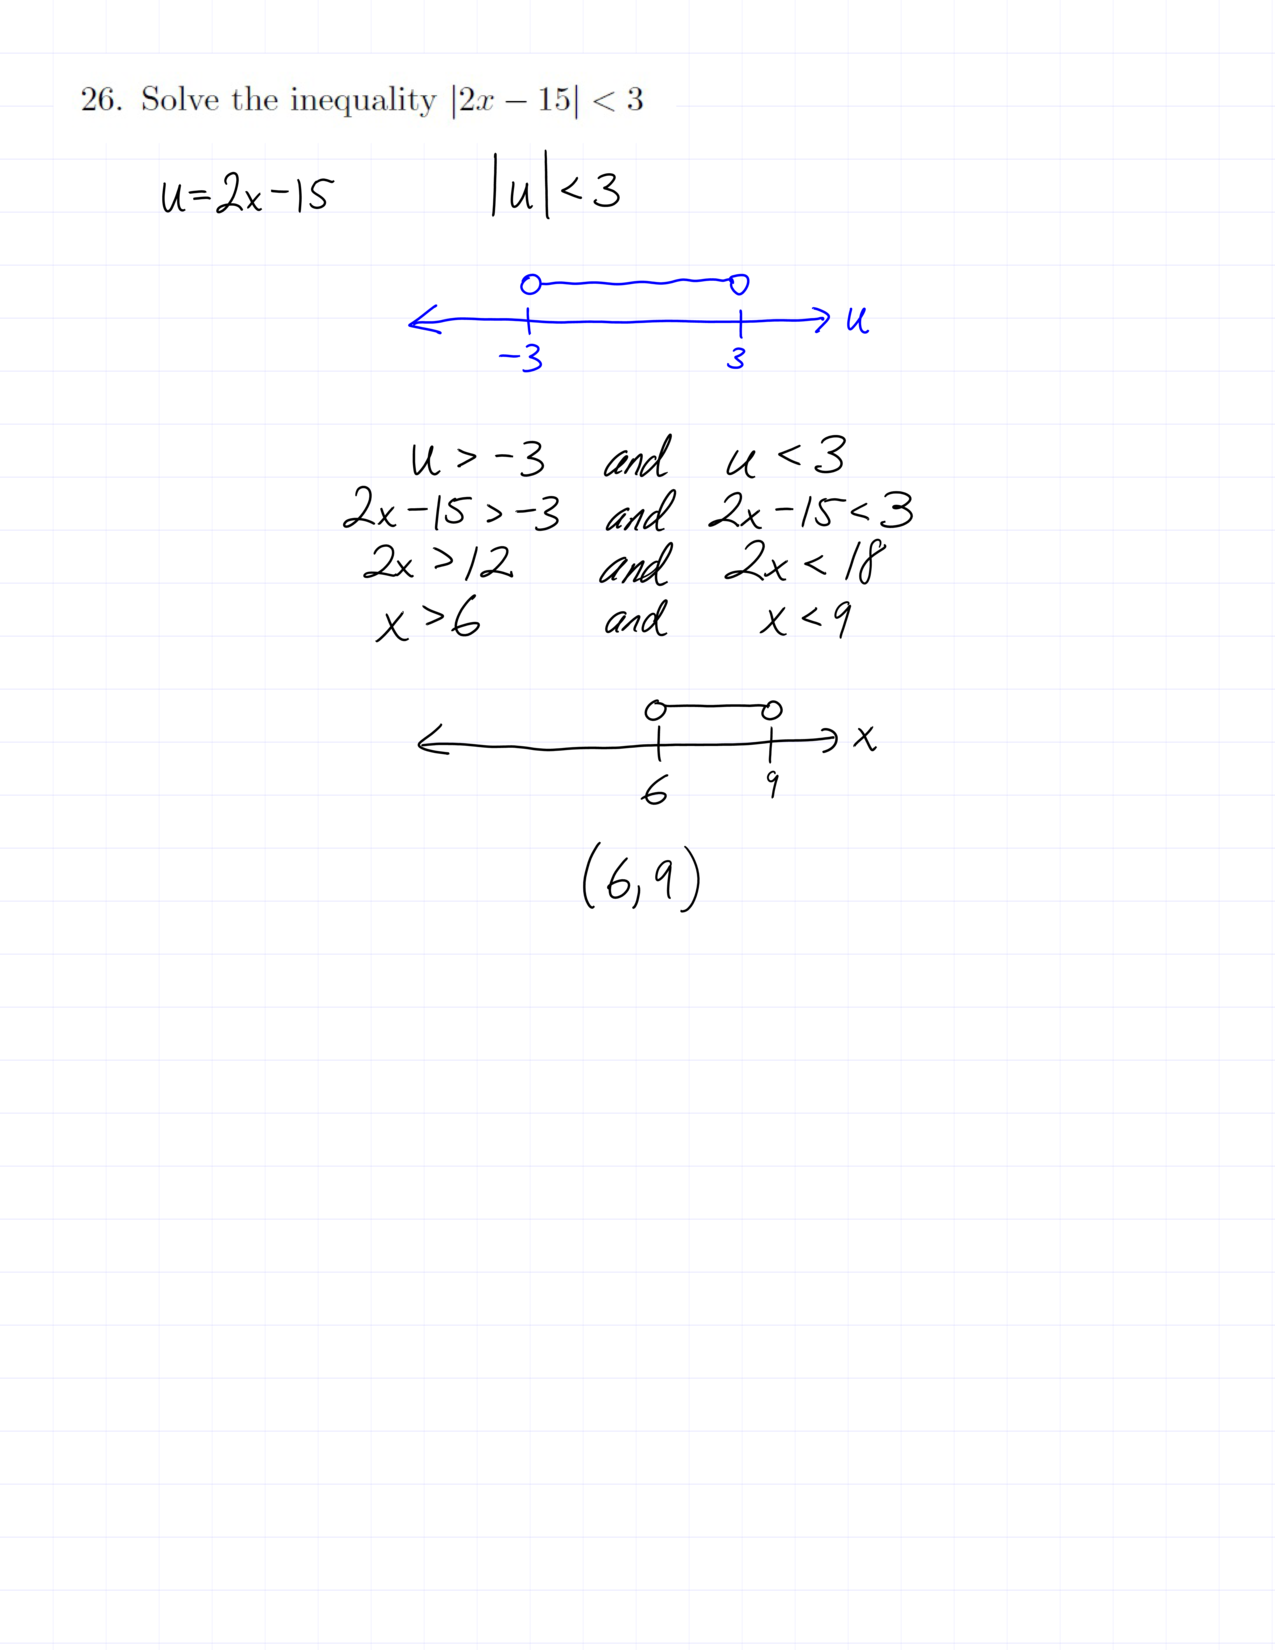 26. Solve the inequality |2x − 15| < 3
u=2x-15 |u|<3
u
-3 3
u > -3 and u < 3
2x-15 > -3 and 2x-15 < 3
2x > 12 and 2x < 18
x > 6 and x < 9
x
6 9
(6,9)